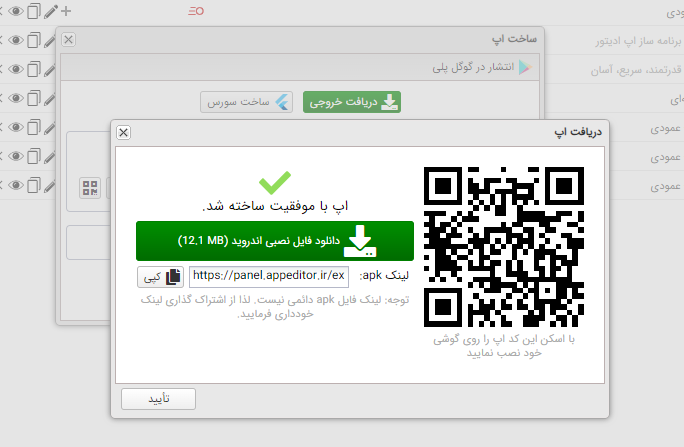 عمودی
ساخت اپ
برنامه ساز اپ ادیتور
انتشار در گوگل پلی
قدرتمند، سریع، آسان
دریافت خروجی
ساخت سورس
عمودی
عمودی
عمودی
دریافت اپ
اپ با موفقیت ساخته شد.
دانلود فایل نصبی اندروید (12.1 MB)
لینک apk:
https://panel.appeditor.ir/ex
کپی
توجه: لینک فایل apk دائمی نیست. لذا از اشتراک گذاری لینک
خودداری فرمایید.
با اسکن این کد اپ را روی گوشی
خود نصب نمایید
تأیید